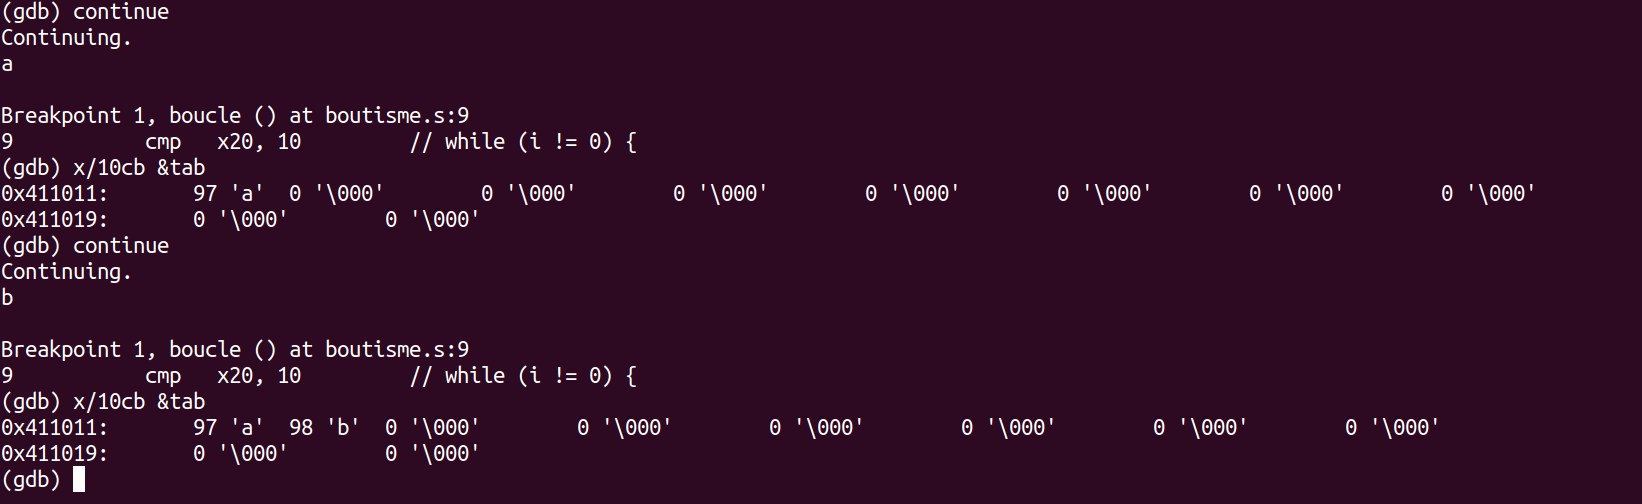 (gdb) continue
Continuing.
a
Breakpoint 1, boucle () at boutisme.s:9
9           cmp   x20, 10         // while (i != 0) {
(gdb) x/10cb &tab
0x411011:       97 'a'  0 '\000'        0 '\000'        0 '\000'        0 '\000'        0 '\000'        0 '\000'        0 '\000'
0x411019:       0 '\000'        0 '\000'
(gdb) continue
Continuing.
b
Breakpoint 1, boucle () at boutisme.s:9
9           cmp   x20, 10         // while (i != 0) {
(gdb) x/10cb &tab
0x411011:       97 'a'  98 'b'  0 '\000'        0 '\000'        0 '\000'        0 '\000'        0 '\000'        0 '\000'
0x411019:       0 '\000'        0 '\000'
(gdb)